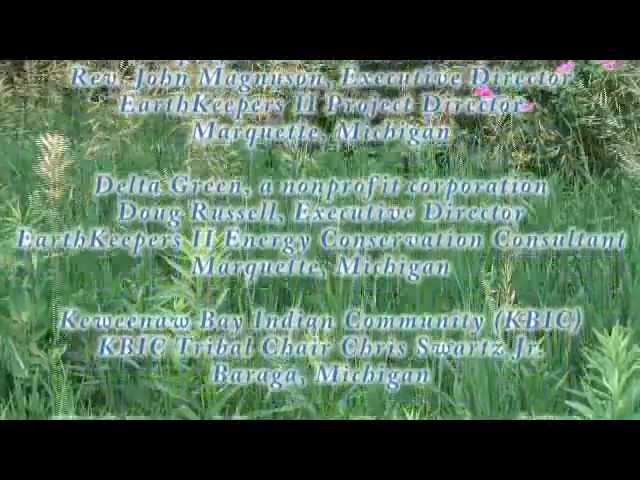 Rev. John Magnuson, Executive Director
EarthKeepers II Project Director
Marquette, Michigan
Delta Green, a nonprofit corporation
Doug Russell, Executive Director
EarthKeepers II Energy Conservation Consultant
Marquette, Michigan
Keweenaw Bay Indian Community (KBIC)
KBIC Tribal Chair Chris Swartz Jr.
Baraga, Michigan